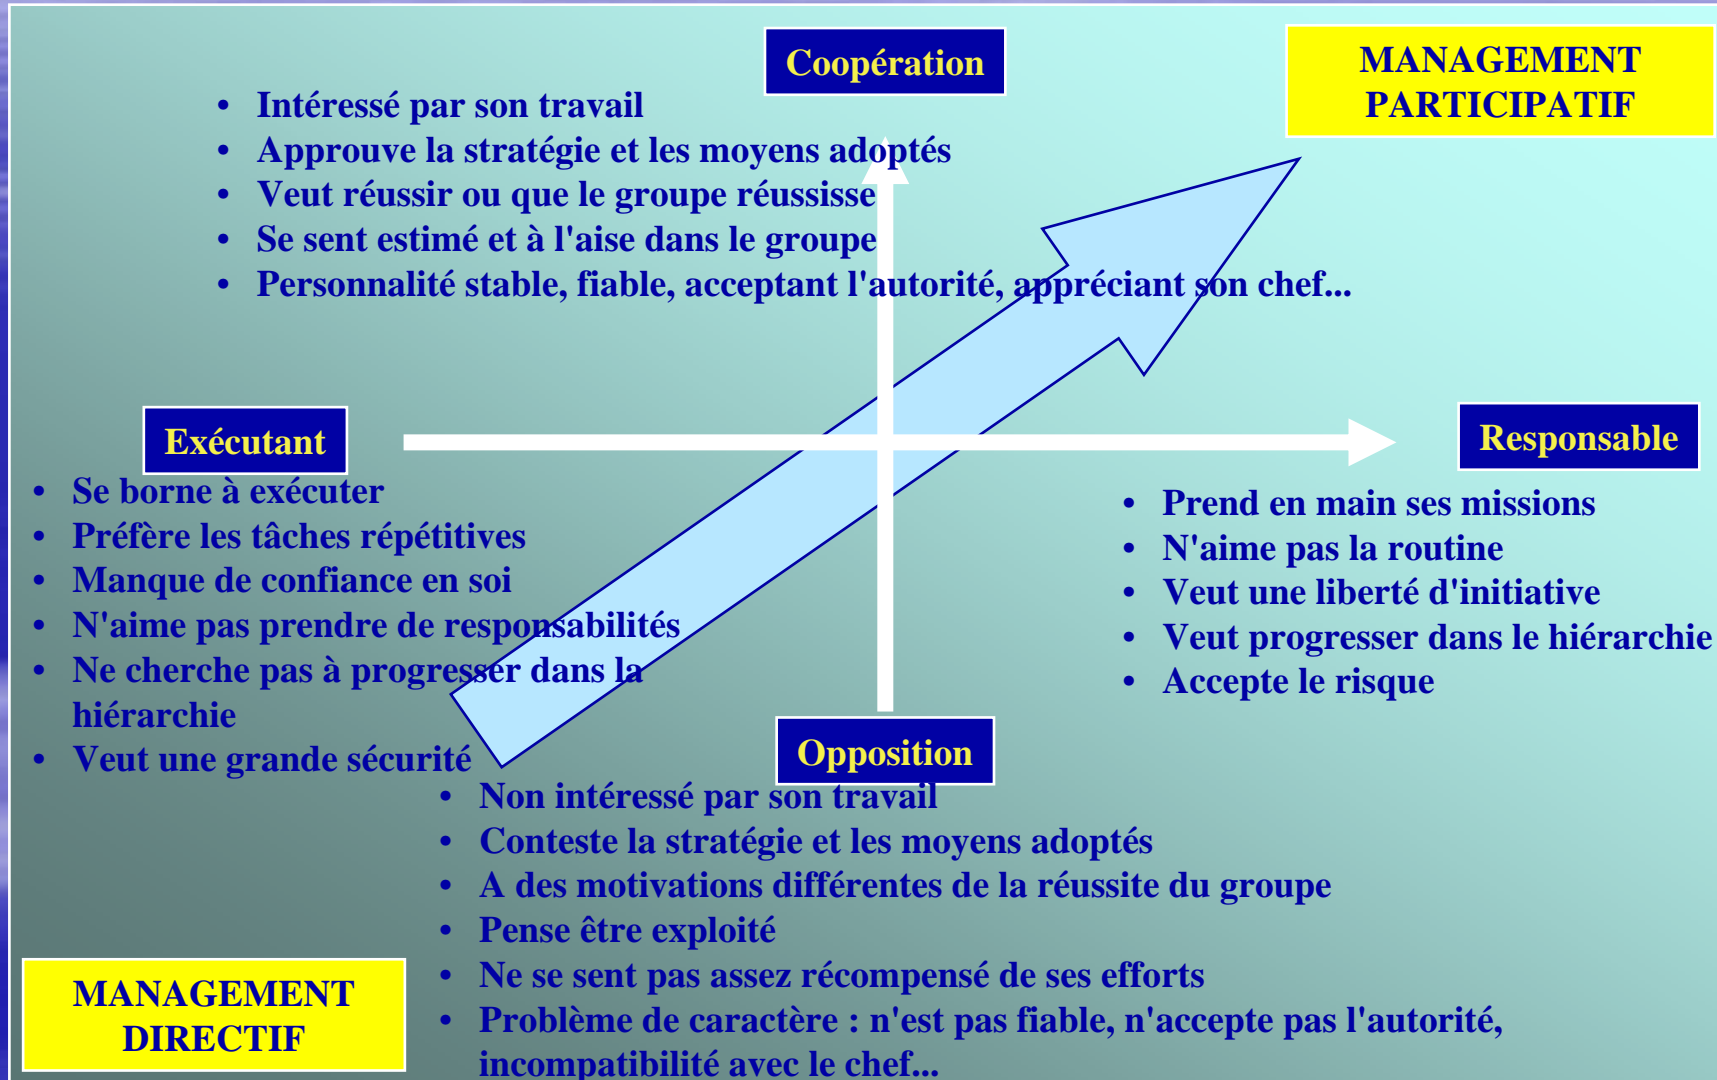 Coopération
MANAGEMENT
PARTICIPATIF
• Intéressé par son travail
• Approuve la stratégie et les moyens adoptés
• Veut réussir ou que le groupe réussisse
• Se sent estimé et à l'aise dans le groupe
• Personnalité stable, fiable, acceptant l'autorité, appréciant son chef...
Exécutant
• Se borne à exécuter
• Préfère les tâches répétitives
• Manque de confiance en soi
• N'aime pas prendre de responsabilités
• Ne cherche pas à progresser dans la
hiérarchie
• Veut une grande sécurité
Responsable
• Prend en main ses missions
• N'aime pas la routine
• Veut une liberté d'initiative
• Veut progresser dans le hiérarchie
• Accepte le risque
Opposition
• Non intéressé par son travail
• Conteste la stratégie et les moyens adoptés
• A des motivations différentes de la réussite du groupe
• Pense être exploité
• Ne se sent pas assez récompensé de ses efforts
• Problème de caractère : n'est pas fiable, n'accepte pas l'autorité,
incompatibilité avec le chef...
MANAGEMENT
DIRECTIF